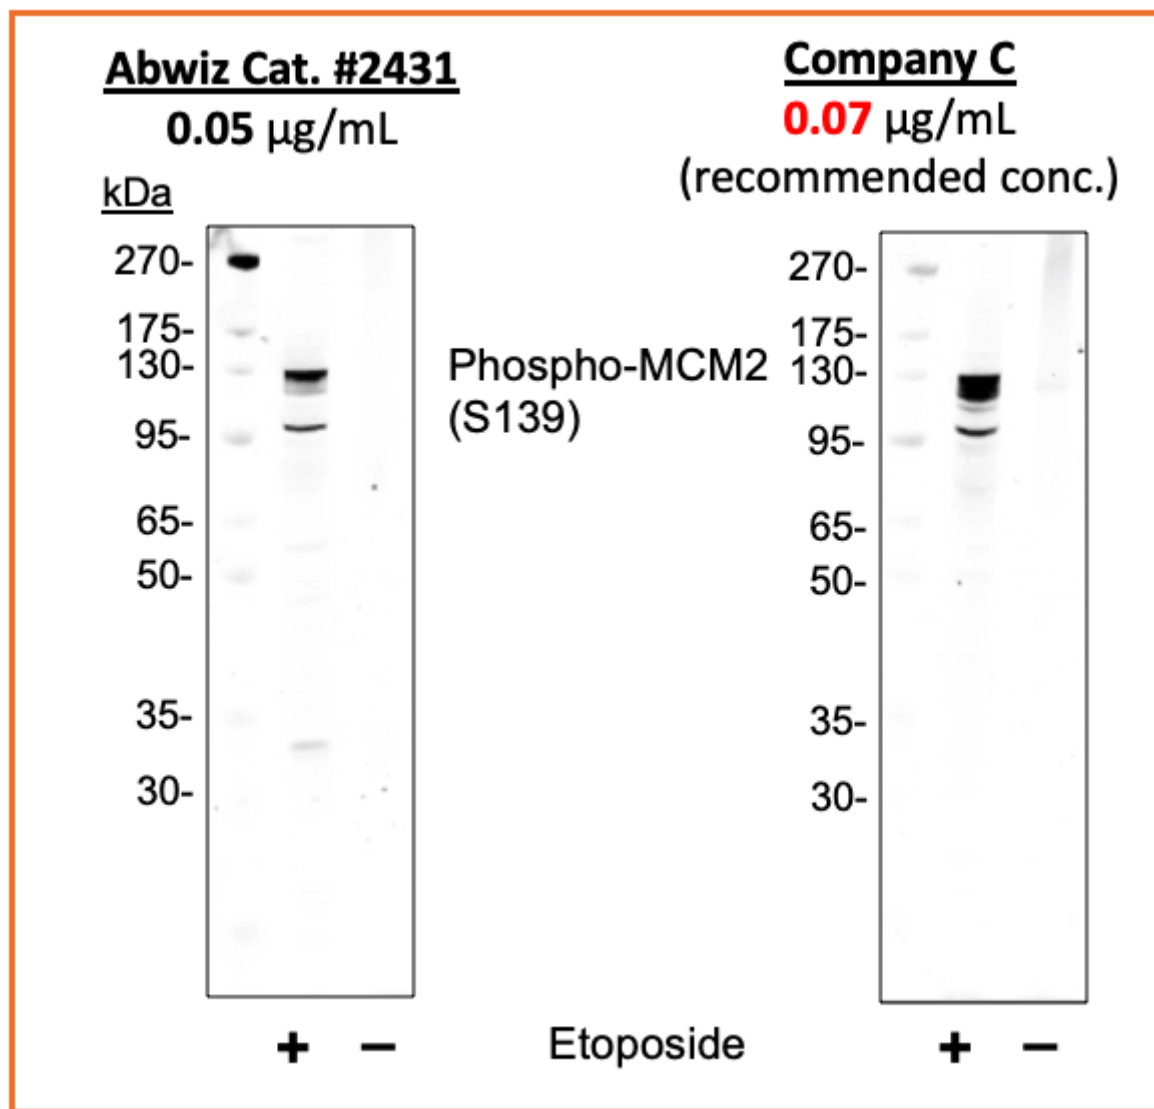 Abwiz Cat. #2431
0.05 µg/mL
kDa
270-
175-
130-
95-
65-
50-
35-
30-
Phospho-MCM2
(S139)
Company C
0.07 µg/mL
(recommended conc.)
270-
175-
130-
95-
65-
50-
35-
30-
+ − Etoposide + −